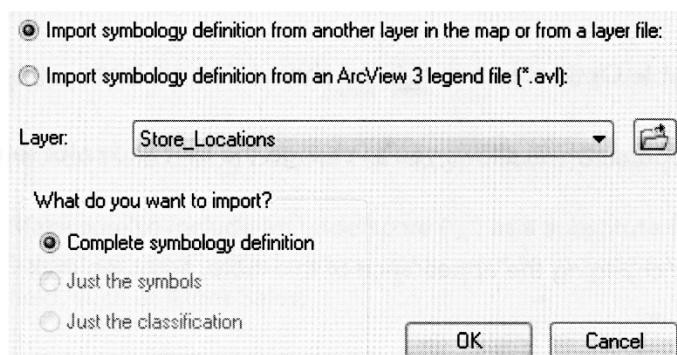 Import symbology definition from another layer in the map or from a layer file:
Import symbology definition from an ArcView 3 legend file (*.avl):
Layer: Store_Locations
What do you want to import?
Complete symbology definition
Just the symbols
Just the classification
OK Cancel